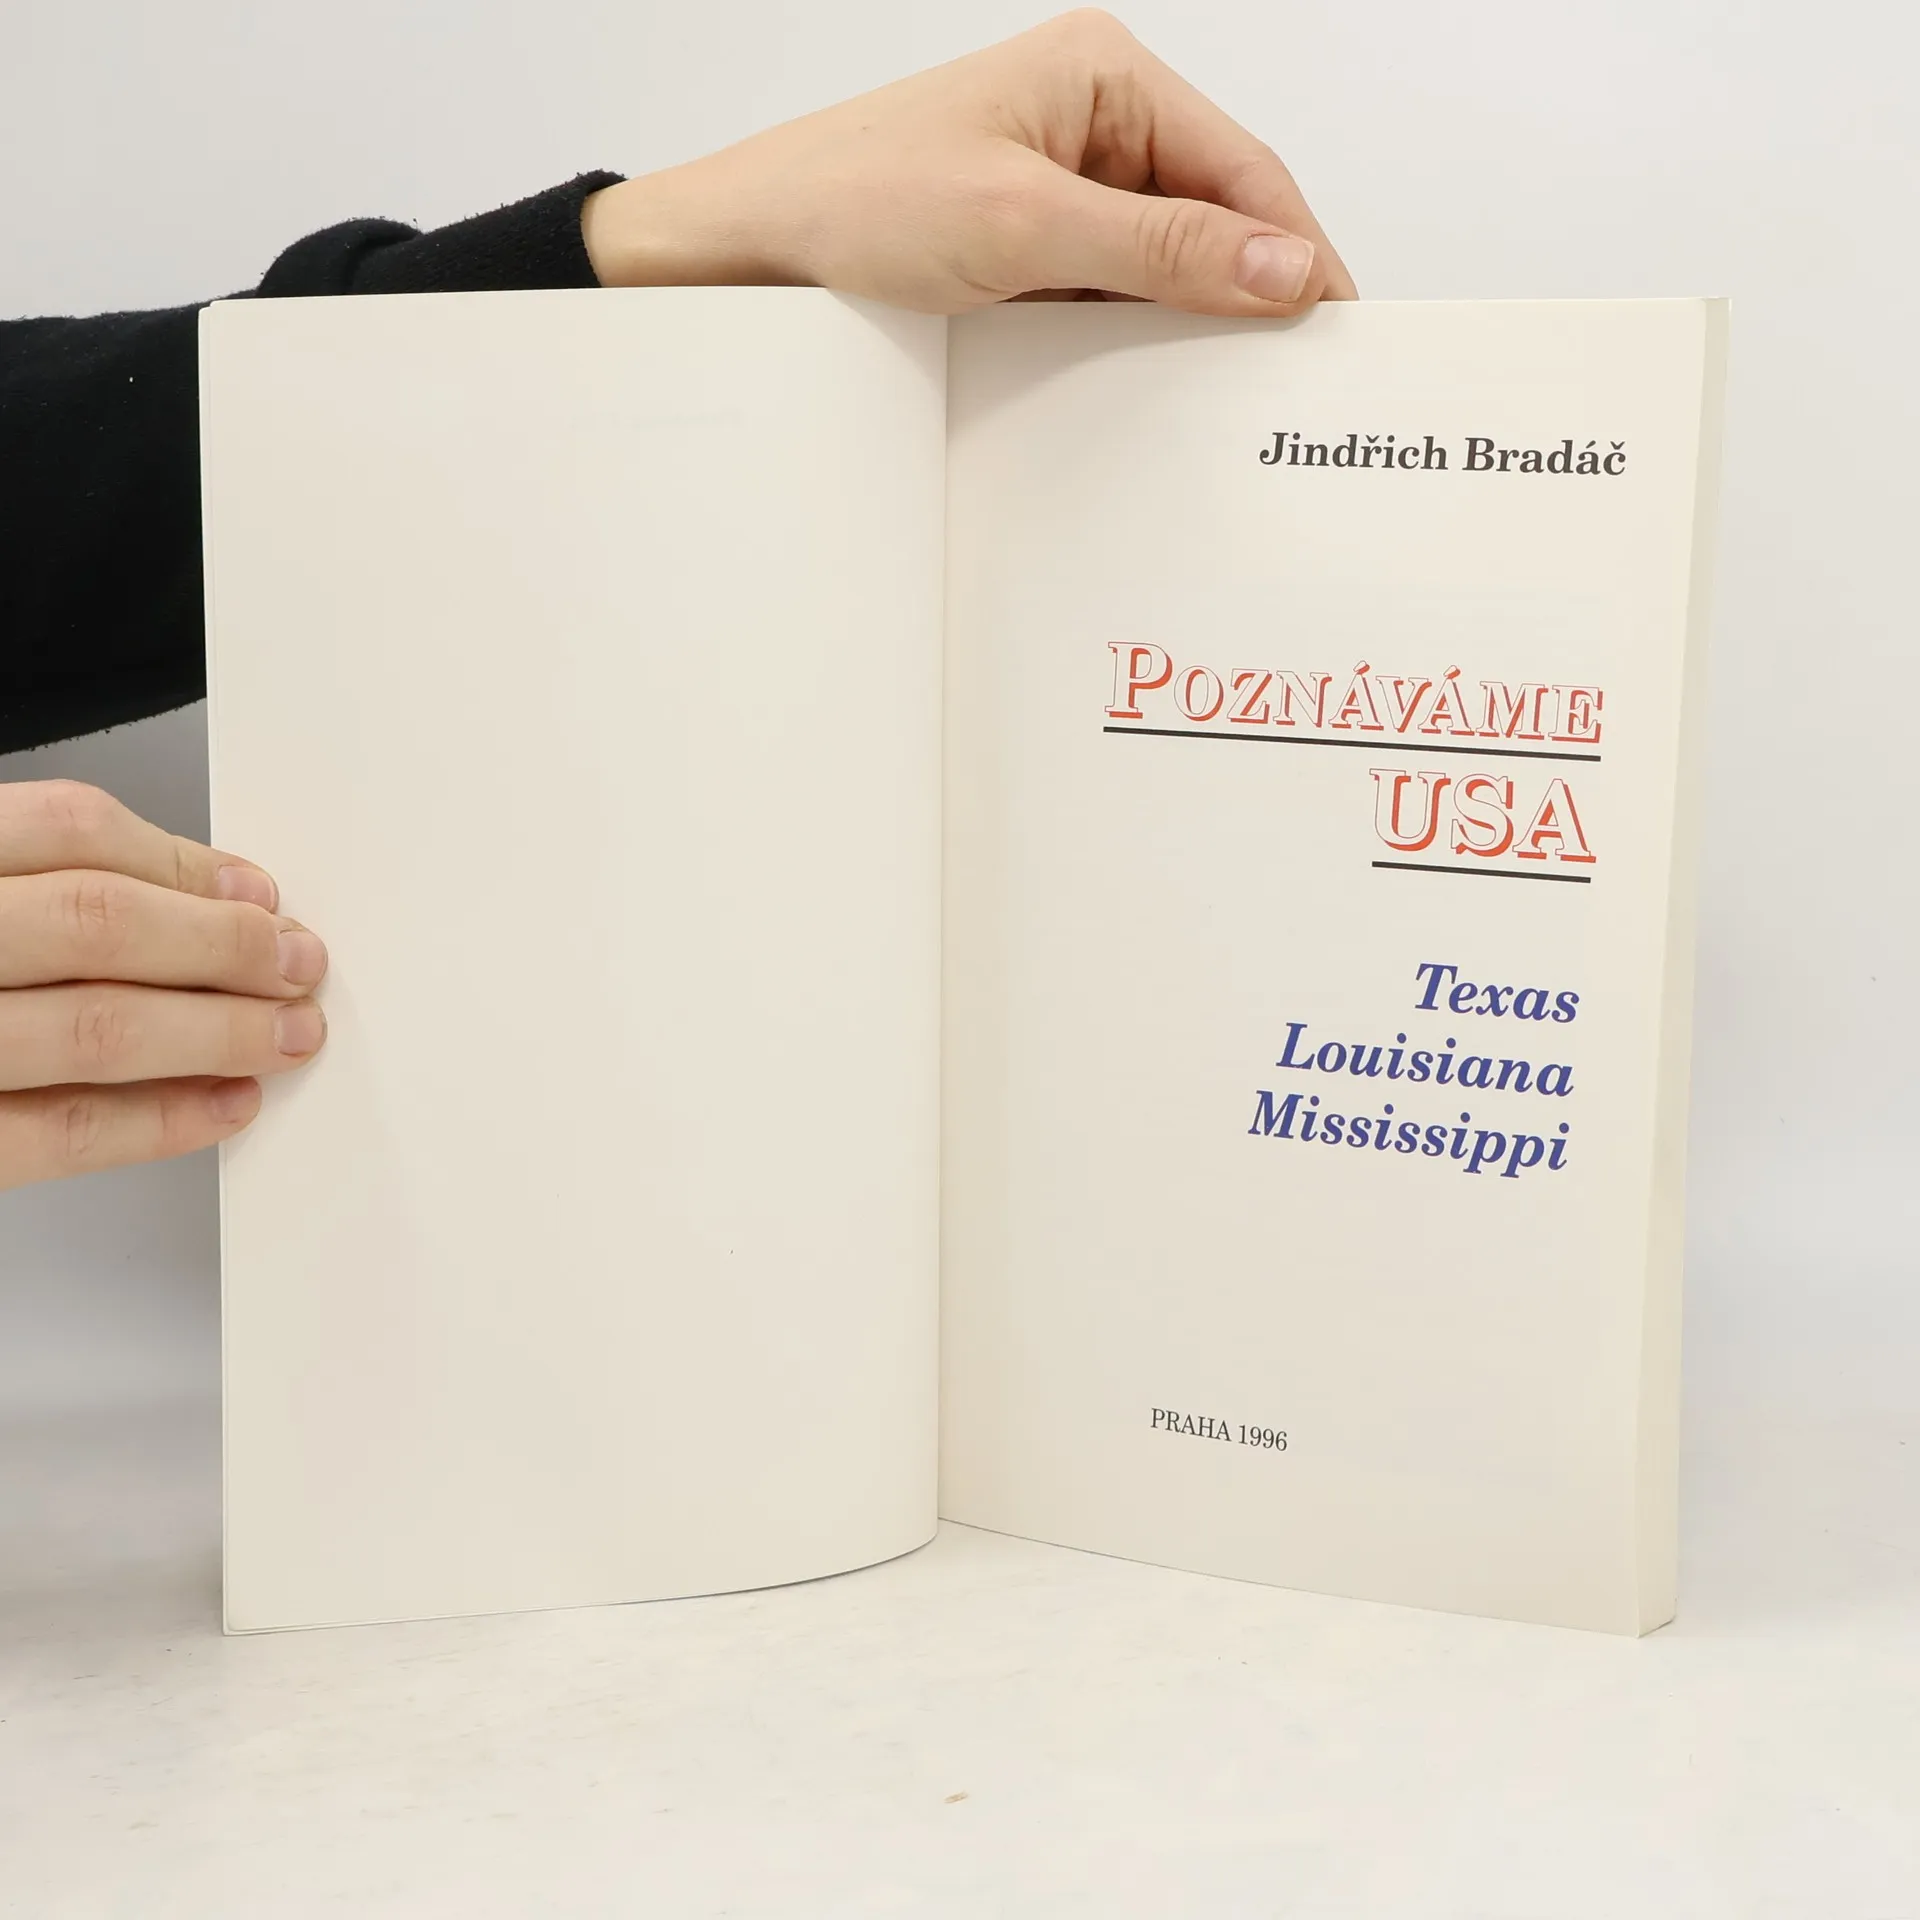 Jindřich Bradáč
POZNÁVÁME
USA
Texas
Louisiana
Mississippi
PRAHA 1996